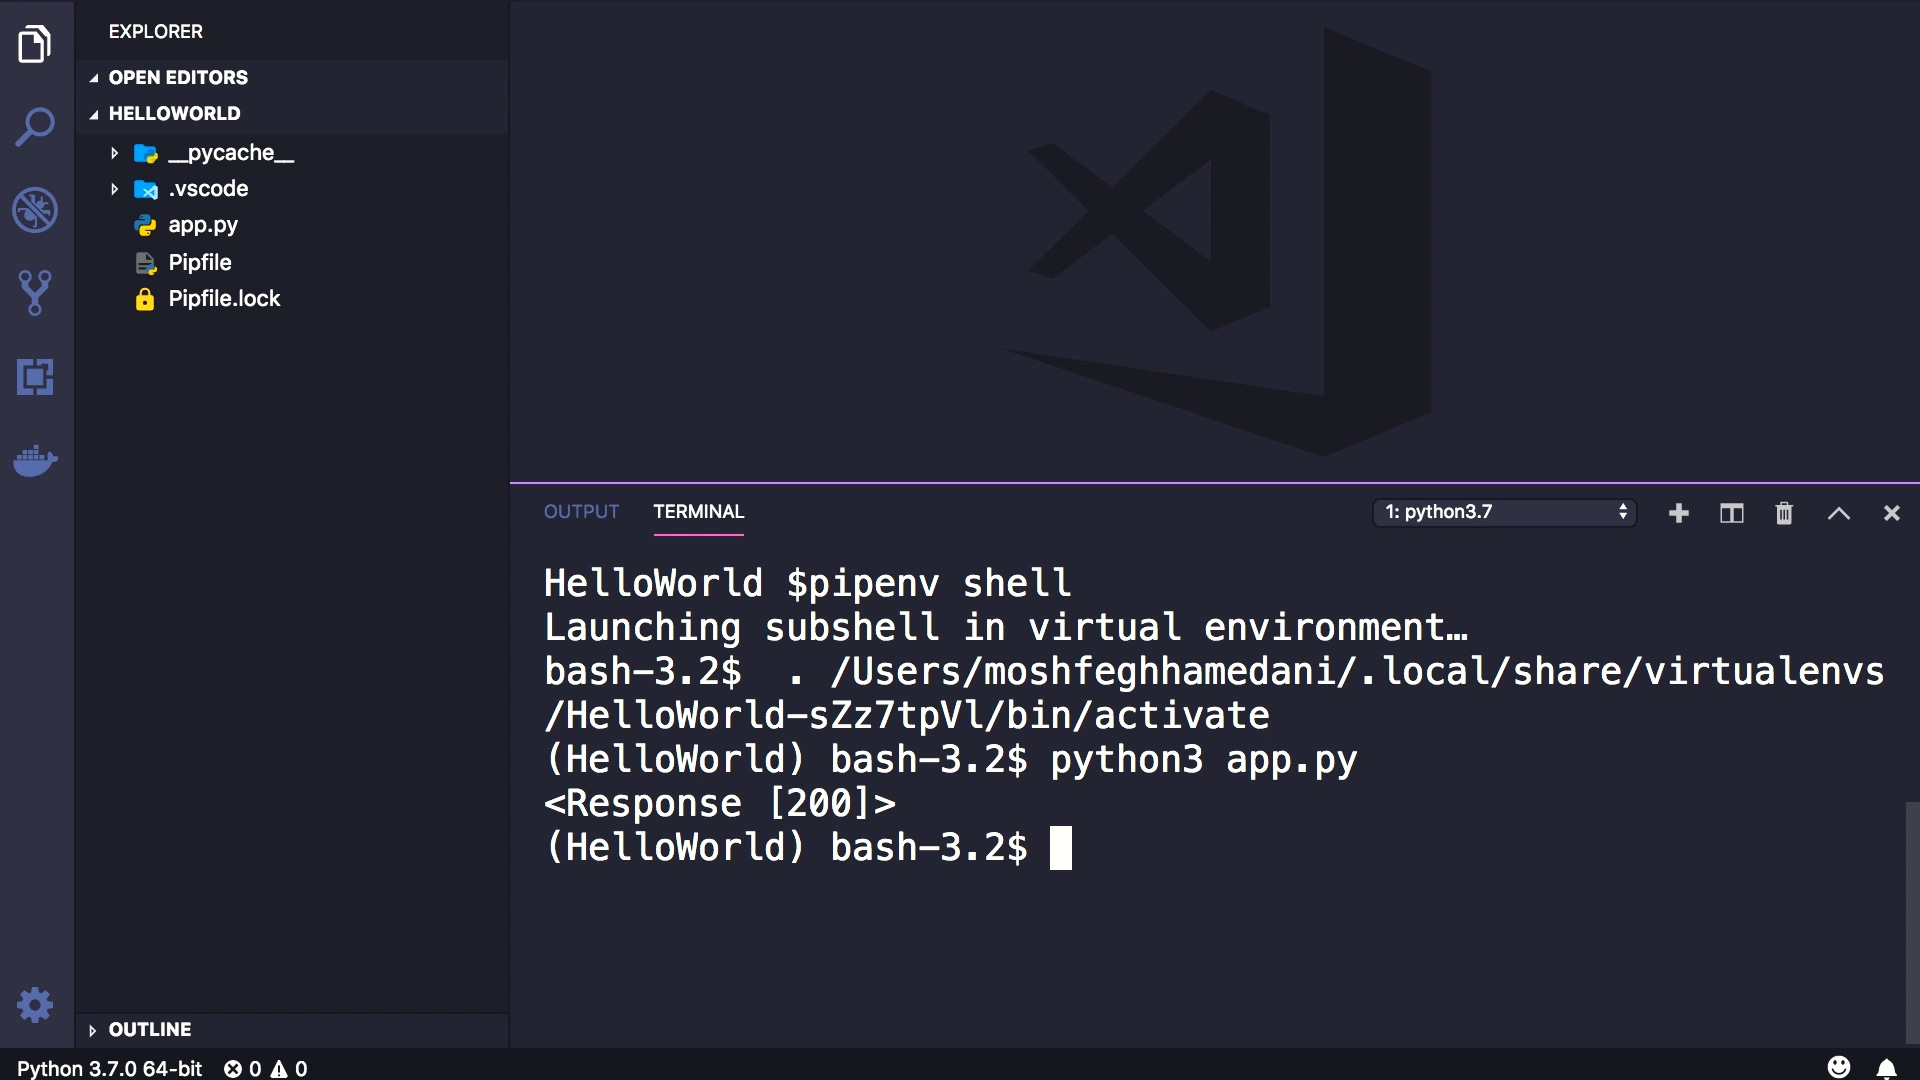 EXPLORER
OPEN EDITORS
HELLOWORLD
__pycache__
.vscode
app.py
Pipfile
Pipfile.lock
OUTLINE
OUTPUT TERMINAL 1: python3.7
HelloWorld $pipenv shell
Launching subshell in virtual environment…
bash-3.2$  . /Users/moshfeghhamedani/.local/share/virtualenvs
/HelloWorld-sZz7tpVl/bin/activate
(HelloWorld) bash-3.2$ python3 app.py
<Response [200]>
(HelloWorld) bash-3.2$
Python 3.7.0 64-bit 0 0